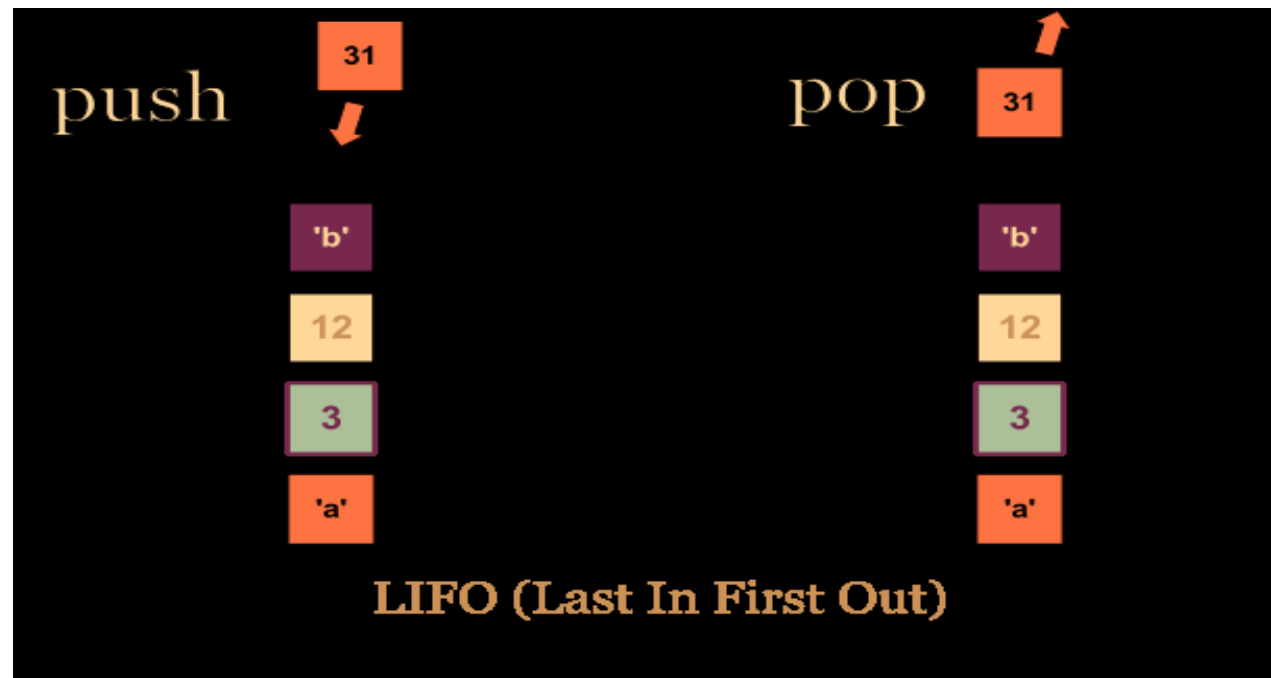 push
31
'b'
12
3
'a'
pop
31
'b'
12
3
'a'
LIFO (Last In First Out)